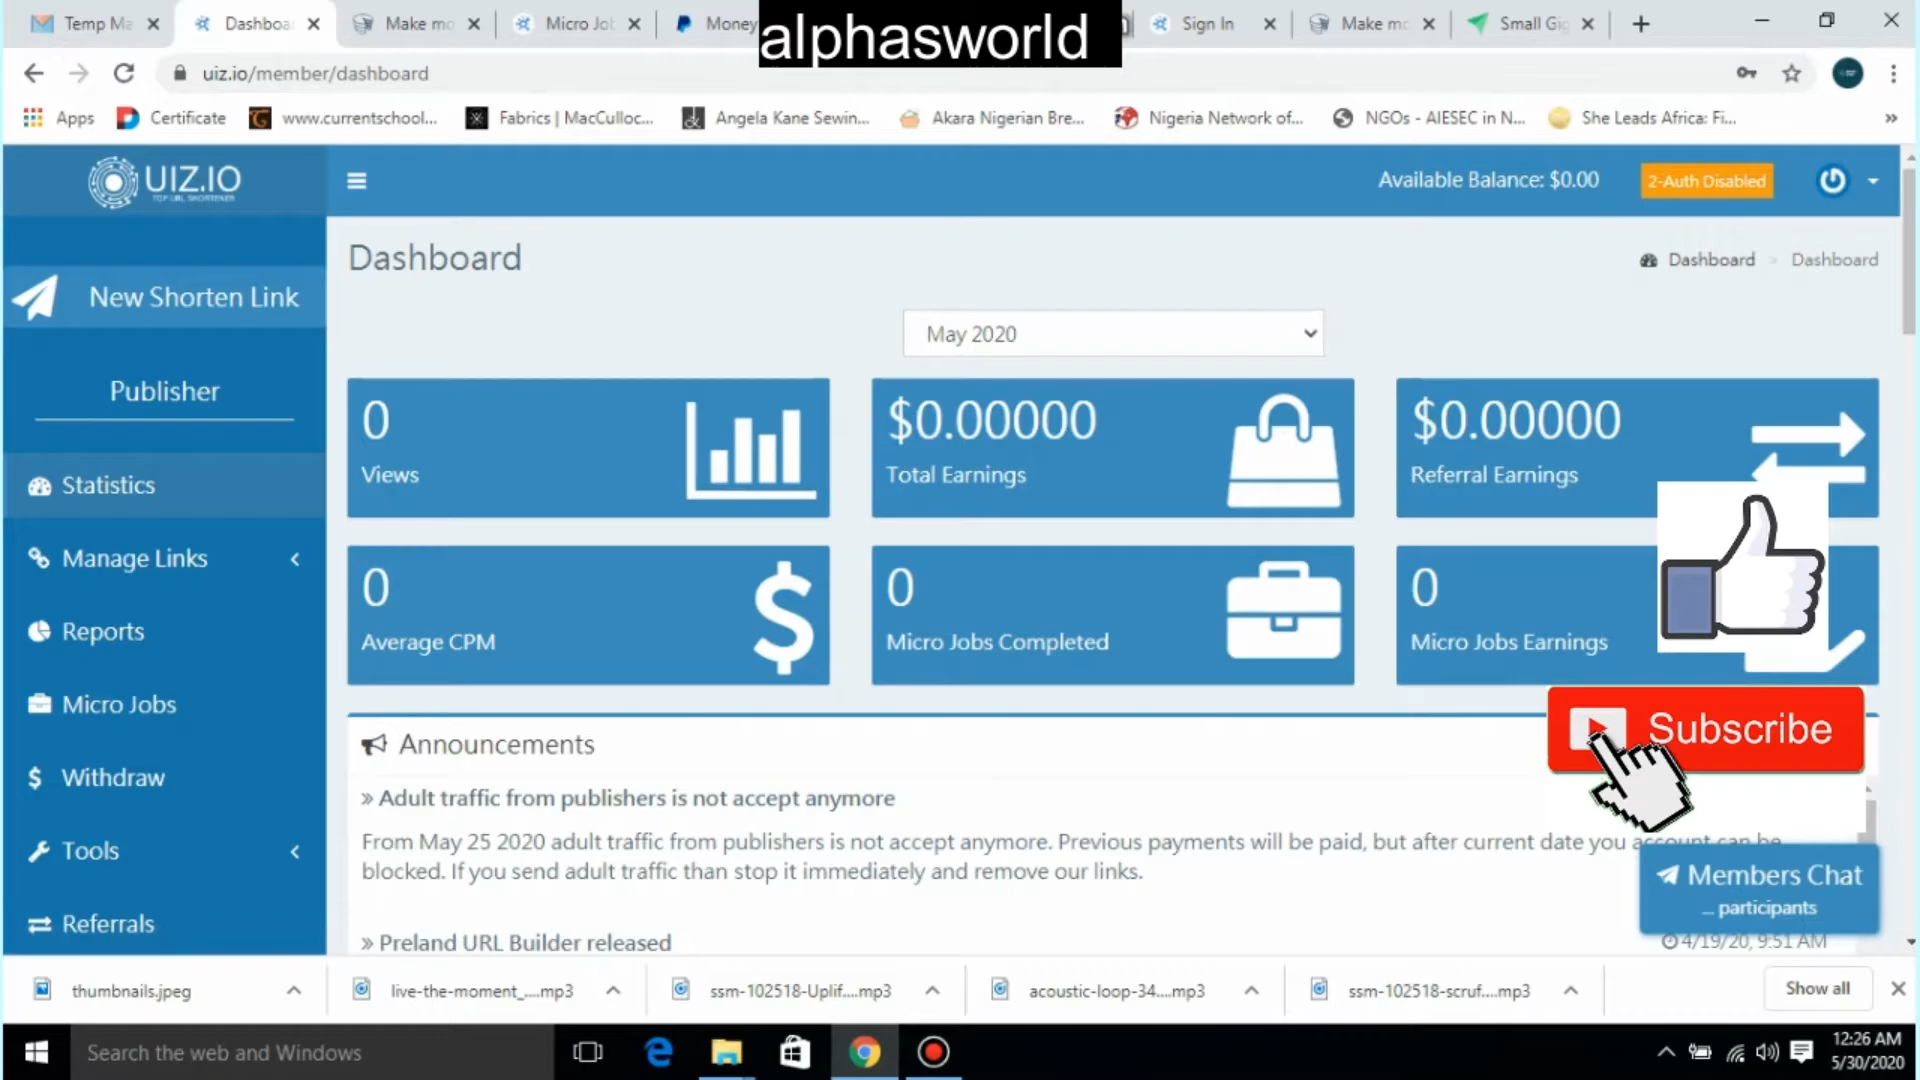 Temp Ma
Dashboa
Make mo
Micro Jol
Money
alphasworld
Sign In
Make mo
Small Gig
uiz.io/member/dashboard
Apps
Certificate
www.currentschool...
Fabrics | MacCulloc...
Angela Kane Sewin...
Akara Nigerian Bre...
Nigeria Network of...
NGOs - AIESEC in N...
She Leads Africa: Fi...
»
UIZ.IO
TOP URL SHORTENER
Available Balance: $0.00
2-Auth Disabled
New Shorten Link
Publisher
Statistics
Manage Links
Reports
Micro Jobs
$ Withdraw
Tools
Referrals
Dashboard
Dashboard > Dashboard
May 2020
0
Views
$0.00000
Total Earnings
$0.00000
Referral Earnings
0
Average CPM
$
0
Micro Jobs Completed
0
Micro Jobs Earnings
Subscribe
Announcements
» Adult traffic from publishers is not accept anymore
From May 25 2020 adult traffic from publishers is not accept anymore. Previous payments will be paid, but after current date you account can be
blocked. If you send adult traffic than stop it immediately and remove our links.
» Preland URL Builder released
4/19/20, 9:51 AM
Members Chat
... participants
thumbnails.jpeg
live-the-moment_....mp3
ssm-102518-Uplif....mp3
acoustic-loop-34....mp3
ssm-102518-scruf....mp3
Show all
Search the web and Windows
12:26 AM
5/30/2020